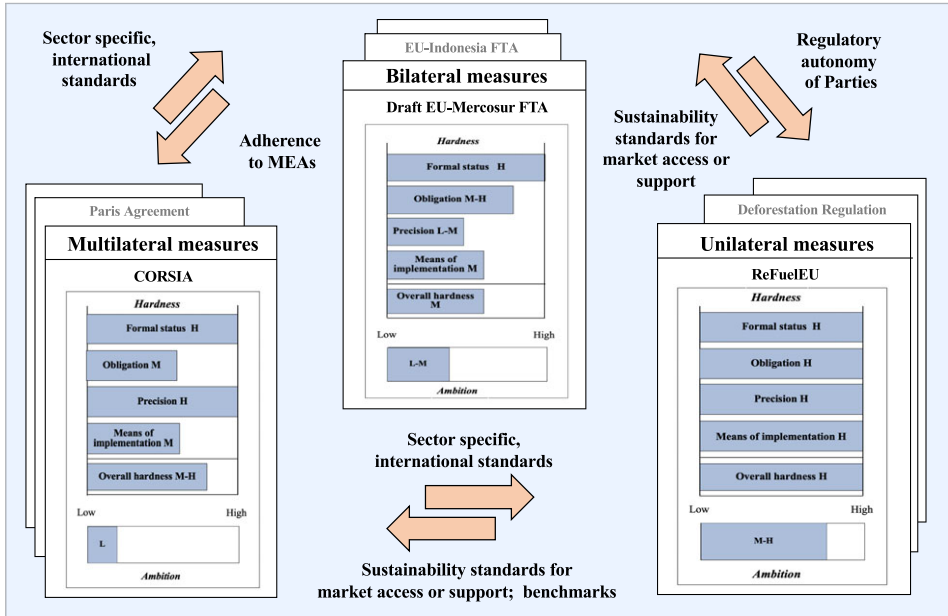 Sector specific,
international
standards
Adherence
to MEAs
EU-Indonesia FTA
Bilateral measures
Draft EU-Mercosur FTA
Hardness
Formal status H
Obligation M-H
Precision L-M
Means of
implementation M
Overall hardness
M
Low High
L-M
Ambition
Regulatory
autonomy
of Parties
Sustainability
standards for
market access or
support
Paris Agreement
Multilateral measures
CORSIA
Hardness
Formal status H
Obligation M
Precision H
Means of
implementation M
Overall hardness M-H
Low High
L
Ambition
Sector specific,
international standards
Sustainability standards for
market access or support; benchmarks
Deforestation Regulation
Unilateral measures
ReFuelEU
Hardness
Formal status H
Obligation H
Precision H
Means of implementation H
Overall hardness H
Low High
M-H
Ambition